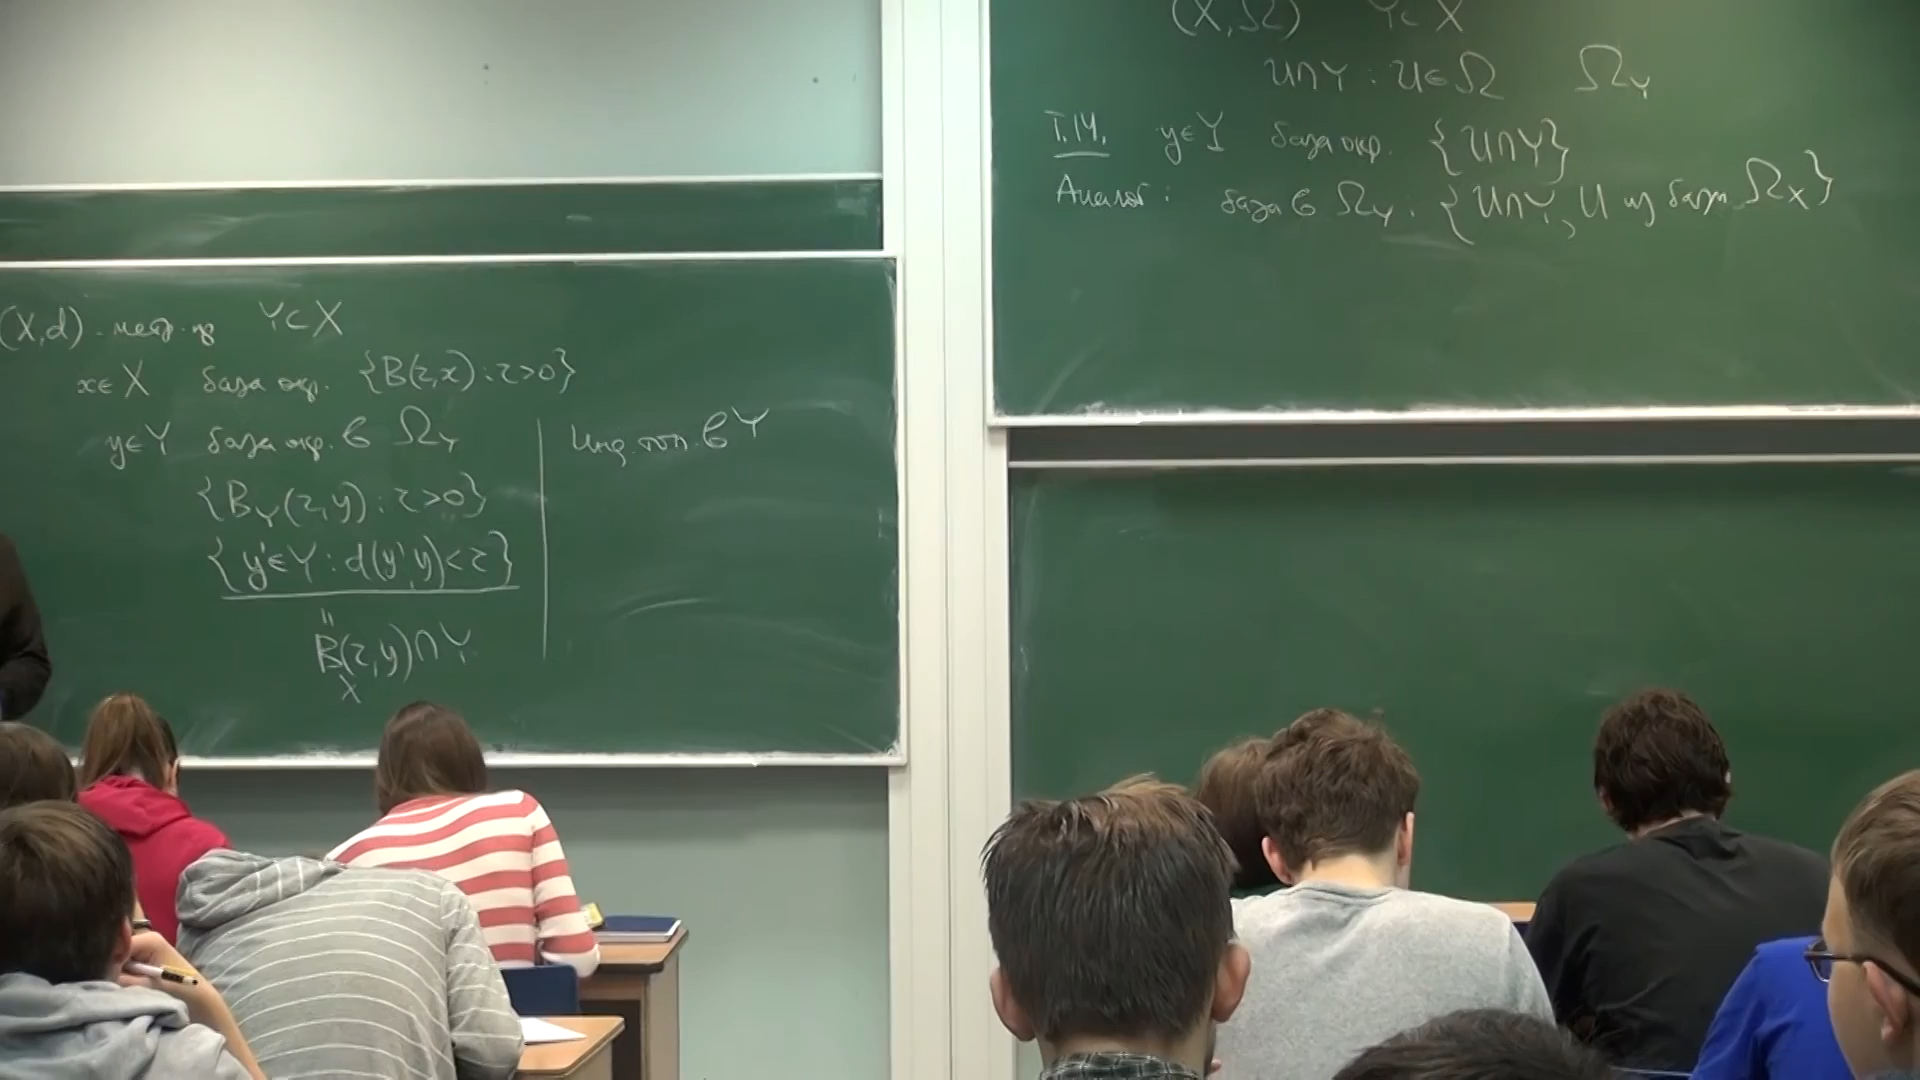 (X,d) - метр. пр Y⊂X
x∈X база окр. {B(r,x) : r>0}
y∈Y база окр. в Ω_Y
{B_Y(r,y) : r>0}
{y'∈Y : d(y',y)<r}
"
B_X(r,y)∩Y
Инд. топ. в Y
(X,Ω) Y⊂X
U∩Y : U∈Ω Ω_Y
Т.14. y∈Y база окр. {U∩Y}
Аналог : база в Ω_Y : {U∩Y, U из базы Ω_X}